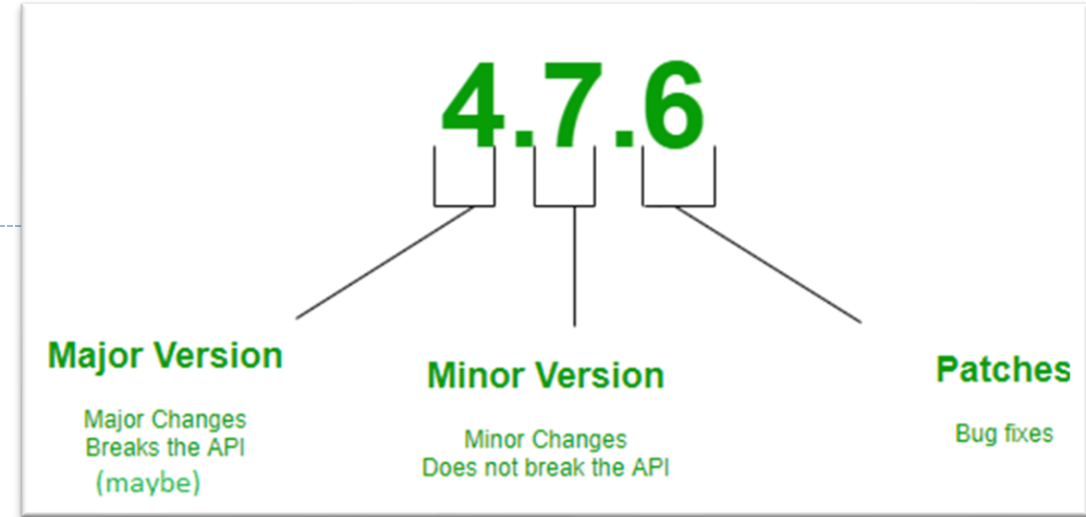 4.7.6
Major Version
Major Changes
Breaks the API
(maybe)
Minor Version
Minor Changes
Does not break the API
Patches
Bug fixes